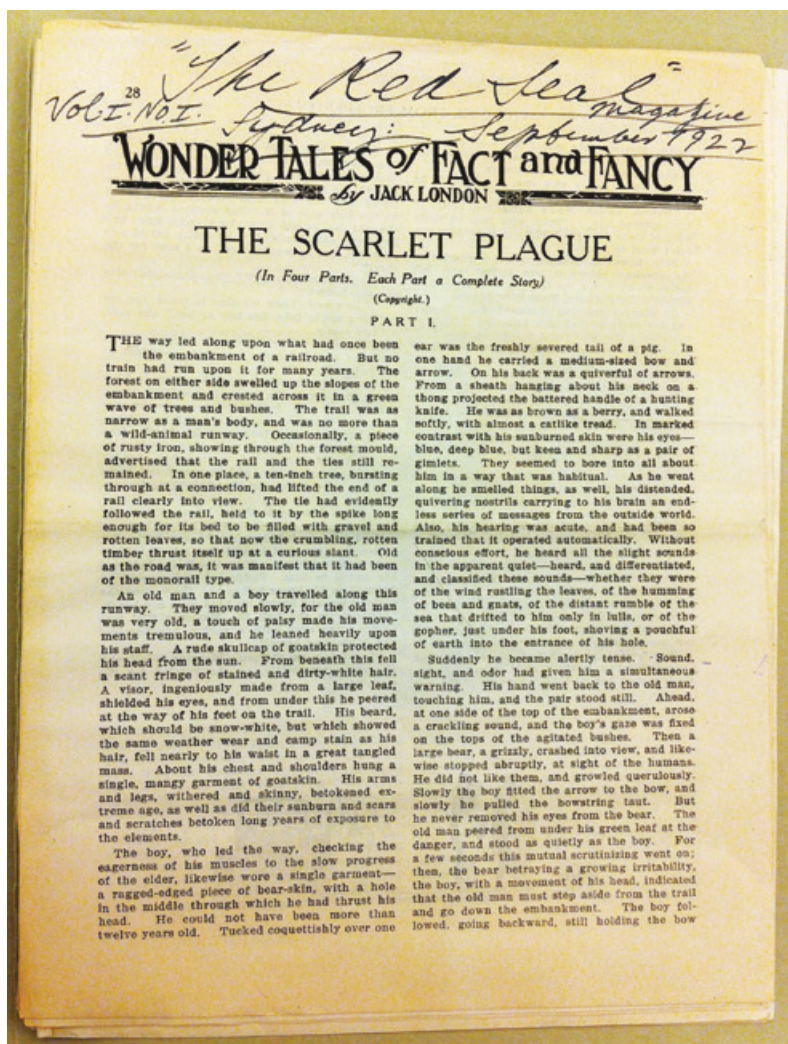 "The Red Seal"
28
Vol. I. No I.
magazine
Sydney: September 1922
WONDER TALES of FACT and FANCY
by JACK LONDON
THE SCARLET PLAGUE
(In Four Parts. Each Part a Complete Story)
(Copyright.)
PART I.
THE way led along upon what had once been
the embankment of a railroad. But no
train had run upon it for many years. The
forest on either side swelled up the slopes of the
embankment and crested across it in a green
wave of trees and bushes. The trail was as
narrow as a man's body, and was no more than
a wild-animal runway. Occasionally, a piece
of rusty iron, showing through the forest mould,
advertised that the rail and the ties still re-
mained. In one place, a ten-inch tree, bursting
through at a connection, had lifted the end of a
rail clearly into view. The tie had evidently
followed the rail, held to it by the spike long
enough for its bed to be filled with gravel and
rotten leaves, so that now the crumbling, rotten
timber thrust itself up at a curious slant. Old
as the road was, it was manifest that it had been
of the monorail type.
An old man and a boy travelled along this
runway. They moved slowly, for the old man
was very old, a touch of palsy made his move-
ments tremulous, and he leaned heavily upon
his staff. A rude skullcap of goatskin protected
his head from the sun. From beneath this fell
a scant fringe of stained and dirty-white hair.
A visor, ingeniously made from a large leaf,
shielded his eyes, and from under this he peered
at the way of his feet on the trail. His beard,
which should be snow-white, but which showed
the same weather wear and camp stain as his
hair, fell nearly to his waist in a great tangled
mass. About his chest and shoulders hung a
single, mangy garment of goatskin. His arms
and legs, withered and skinny, betokened ex-
treme age, as well as did their sunburn and scars
and scratches betoken long years of exposure to
the elements.
The boy, who led the way, checking the
eagerness of his muscles to the slow progress
of the elder, likewise wore a single garment—
a ragged-edged piece of bear-skin, with a hole
in the middle through which he had thrust his
head. He could not have been more than
twelve years old. Tucked coquettishly over one
ear was the freshly severed tail of a pig. In
one hand he carried a medium-sized bow and
arrow. On his back was a quiverful of arrows.
From a sheath hanging about his neck on a
thong projected the battered handle of a hunting
knife. He was as brown as a berry, and walked
softly, with almost a catlike tread. In marked
contrast with his sunburned skin were his eyes—
blue, deep blue, but keen and sharp as a pair of
gimlets. They seemed to bore into all about
him in a way that was habitual. As he went
along he smelled things, as well, his distended,
quivering nostrils carrying to his brain an end-
less series of messages from the outside world.
Also, his hearing was acute, and had been so
trained that it operated automatically. Without
conscious effort, he heard all the slight sounds
in the apparent quiet—heard, and differentiated,
and classified these sounds—whether they were
of the wind rustling the leaves, of the humming
of bees and gnats, of the distant rumble of the
sea that drifted to him only in lulls, or of the
gopher, just under his foot, shoving a pouchful
of earth into the entrance of his hole.
Suddenly he became alertly tense. Sound,
sight, and odor had given him a simultaneous
warning. His hand went back to the old man,
touching him, and the pair stood still. Ahead,
at one side of the top of the embankment, arose
a crackling sound, and the boy's gaze was fixed
on the tops of the agitated bushes. Then a
large bear, a grizzly, crashed into view, and like-
wise stopped abruptly, at sight of the humans.
He did not like them, and growled querulously.
Slowly the boy fitted the arrow to the bow, and
slowly he pulled the bowstring taut. But
he never removed his eyes from the bear. The
old man peered from under his green leaf at the
danger, and stood as quietly as the boy. For
a few seconds this mutual scrutinizing went on;
then, the bear betraying a growing irritability,
the boy, with a movement of his head, indicated
that the old man must step aside from the trail
and go down the embankment. The boy fol-
lowed, going backward, still holding the bow